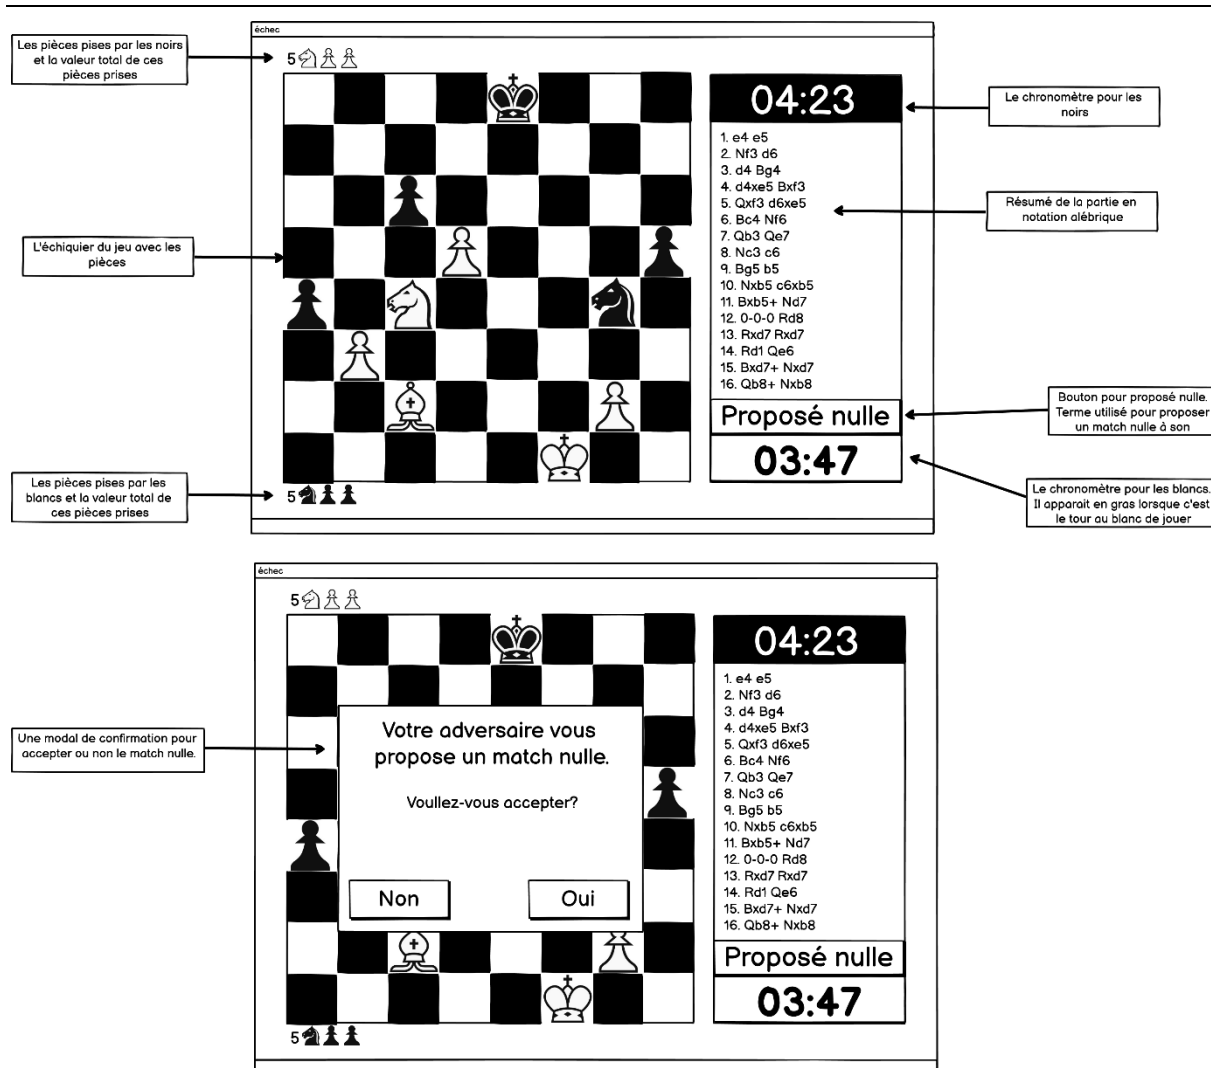 échec
Les pièces pises par les noirs
et la valeur total de ces
pièces prises
5
04:23
Le chronomètre pour les
noirs
1. e4 e5
2. Nf3 d6
3. d4 Bg4
4. d4xe5 Bxf3
5. Qxf3 d6xe5
6. Bc4 Nf6
7. Qb3 Qe7
8. Nc3 c6
9. Bg5 b5
10. Nxb5 c6xb5
11. Bxb5+ Nd7
12. 0-0-0 Rd8
13. Rxd7 Rxd7
14. Rd1 Qe6
15. Bxd7+ Nxd7
16. Qb8+ Nxb8
Résumé de la partie en
notation alébrique
L'échiquier du jeu avec les
pièces
Proposé nulle
Bouton pour proposé nulle.
Terme utilisé pour proposer
un match nulle à son
03:47
Le chronomètre pour les blancs.
Il apparait en gras lorsque c'est
le tour au blanc de jouer
Les pièces pises par les
blancs et la valeur total de
ces pièces prises
5
échec
5
04:23
1. e4 e5
2. Nf3 d6
3. d4 Bg4
4. d4xe5 Bxf3
5. Qxf3 d6xe5
6. Bc4 Nf6
7. Qb3 Qe7
8. Nc3 c6
9. Bg5 b5
10. Nxb5 c6xb5
11. Bxb5+ Nd7
12. 0-0-0 Rd8
13. Rxd7 Rxd7
14. Rd1 Qe6
15. Bxd7+ Nxd7
16. Qb8+ Nxb8
Une modal de confirmation pour
accepter ou non le match nulle.
Votre adversaire vous
propose un match nulle.
Voullez-vous accepter?
Non
Oui
Proposé nulle
03:47
5